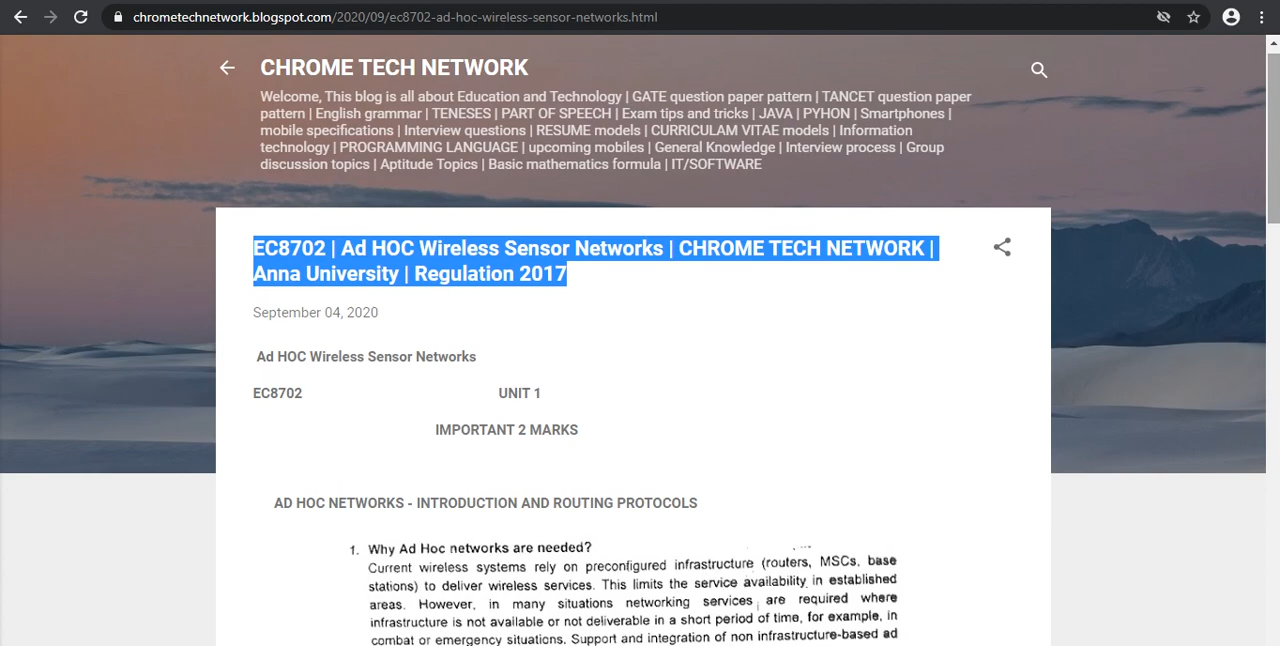 chrometechnetwork.blogspot.com/2020/09/ec8702-ad-hoc-wireless-sensor-networks.html
CHROME TECH NETWORK
Welcome, This blog is all about Education and Technology | GATE question paper pattern | TANCET question paper
pattern | English grammar | TENESES | PART OF SPEECH | Exam tips and tricks | JAVA | PYHON | Smartphones |
mobile specifications | Interview questions | RESUME models | CURRICULAM VITAE models | Information
technology | PROGRAMMING LANGUAGE | upcoming mobiles | General Knowledge | Interview process | Group
discussion topics | Aptitude Topics | Basic mathematics formula | IT/SOFTWARE
EC8702 | Ad HOC Wireless Sensor Networks | CHROME TECH NETWORK |
Anna University | Regulation 2017
September 04, 2020
Ad HOC Wireless Sensor Networks
EC8702 UNIT 1
IMPORTANT 2 MARKS
AD HOC NETWORKS - INTRODUCTION AND ROUTING PROTOCOLS
1. Why Ad Hoc networks are needed?
Current wireless systems rely on preconfigured infrastructure (routers, MSCs, base
stations) to deliver wireless services. This limits the service availability in established
areas. However, in many situations networking services are required where
infrastructure is not available or not deliverable in a short period of time, for example, in
combat or emergency situations. Support and integration of non infrastructure-based ad